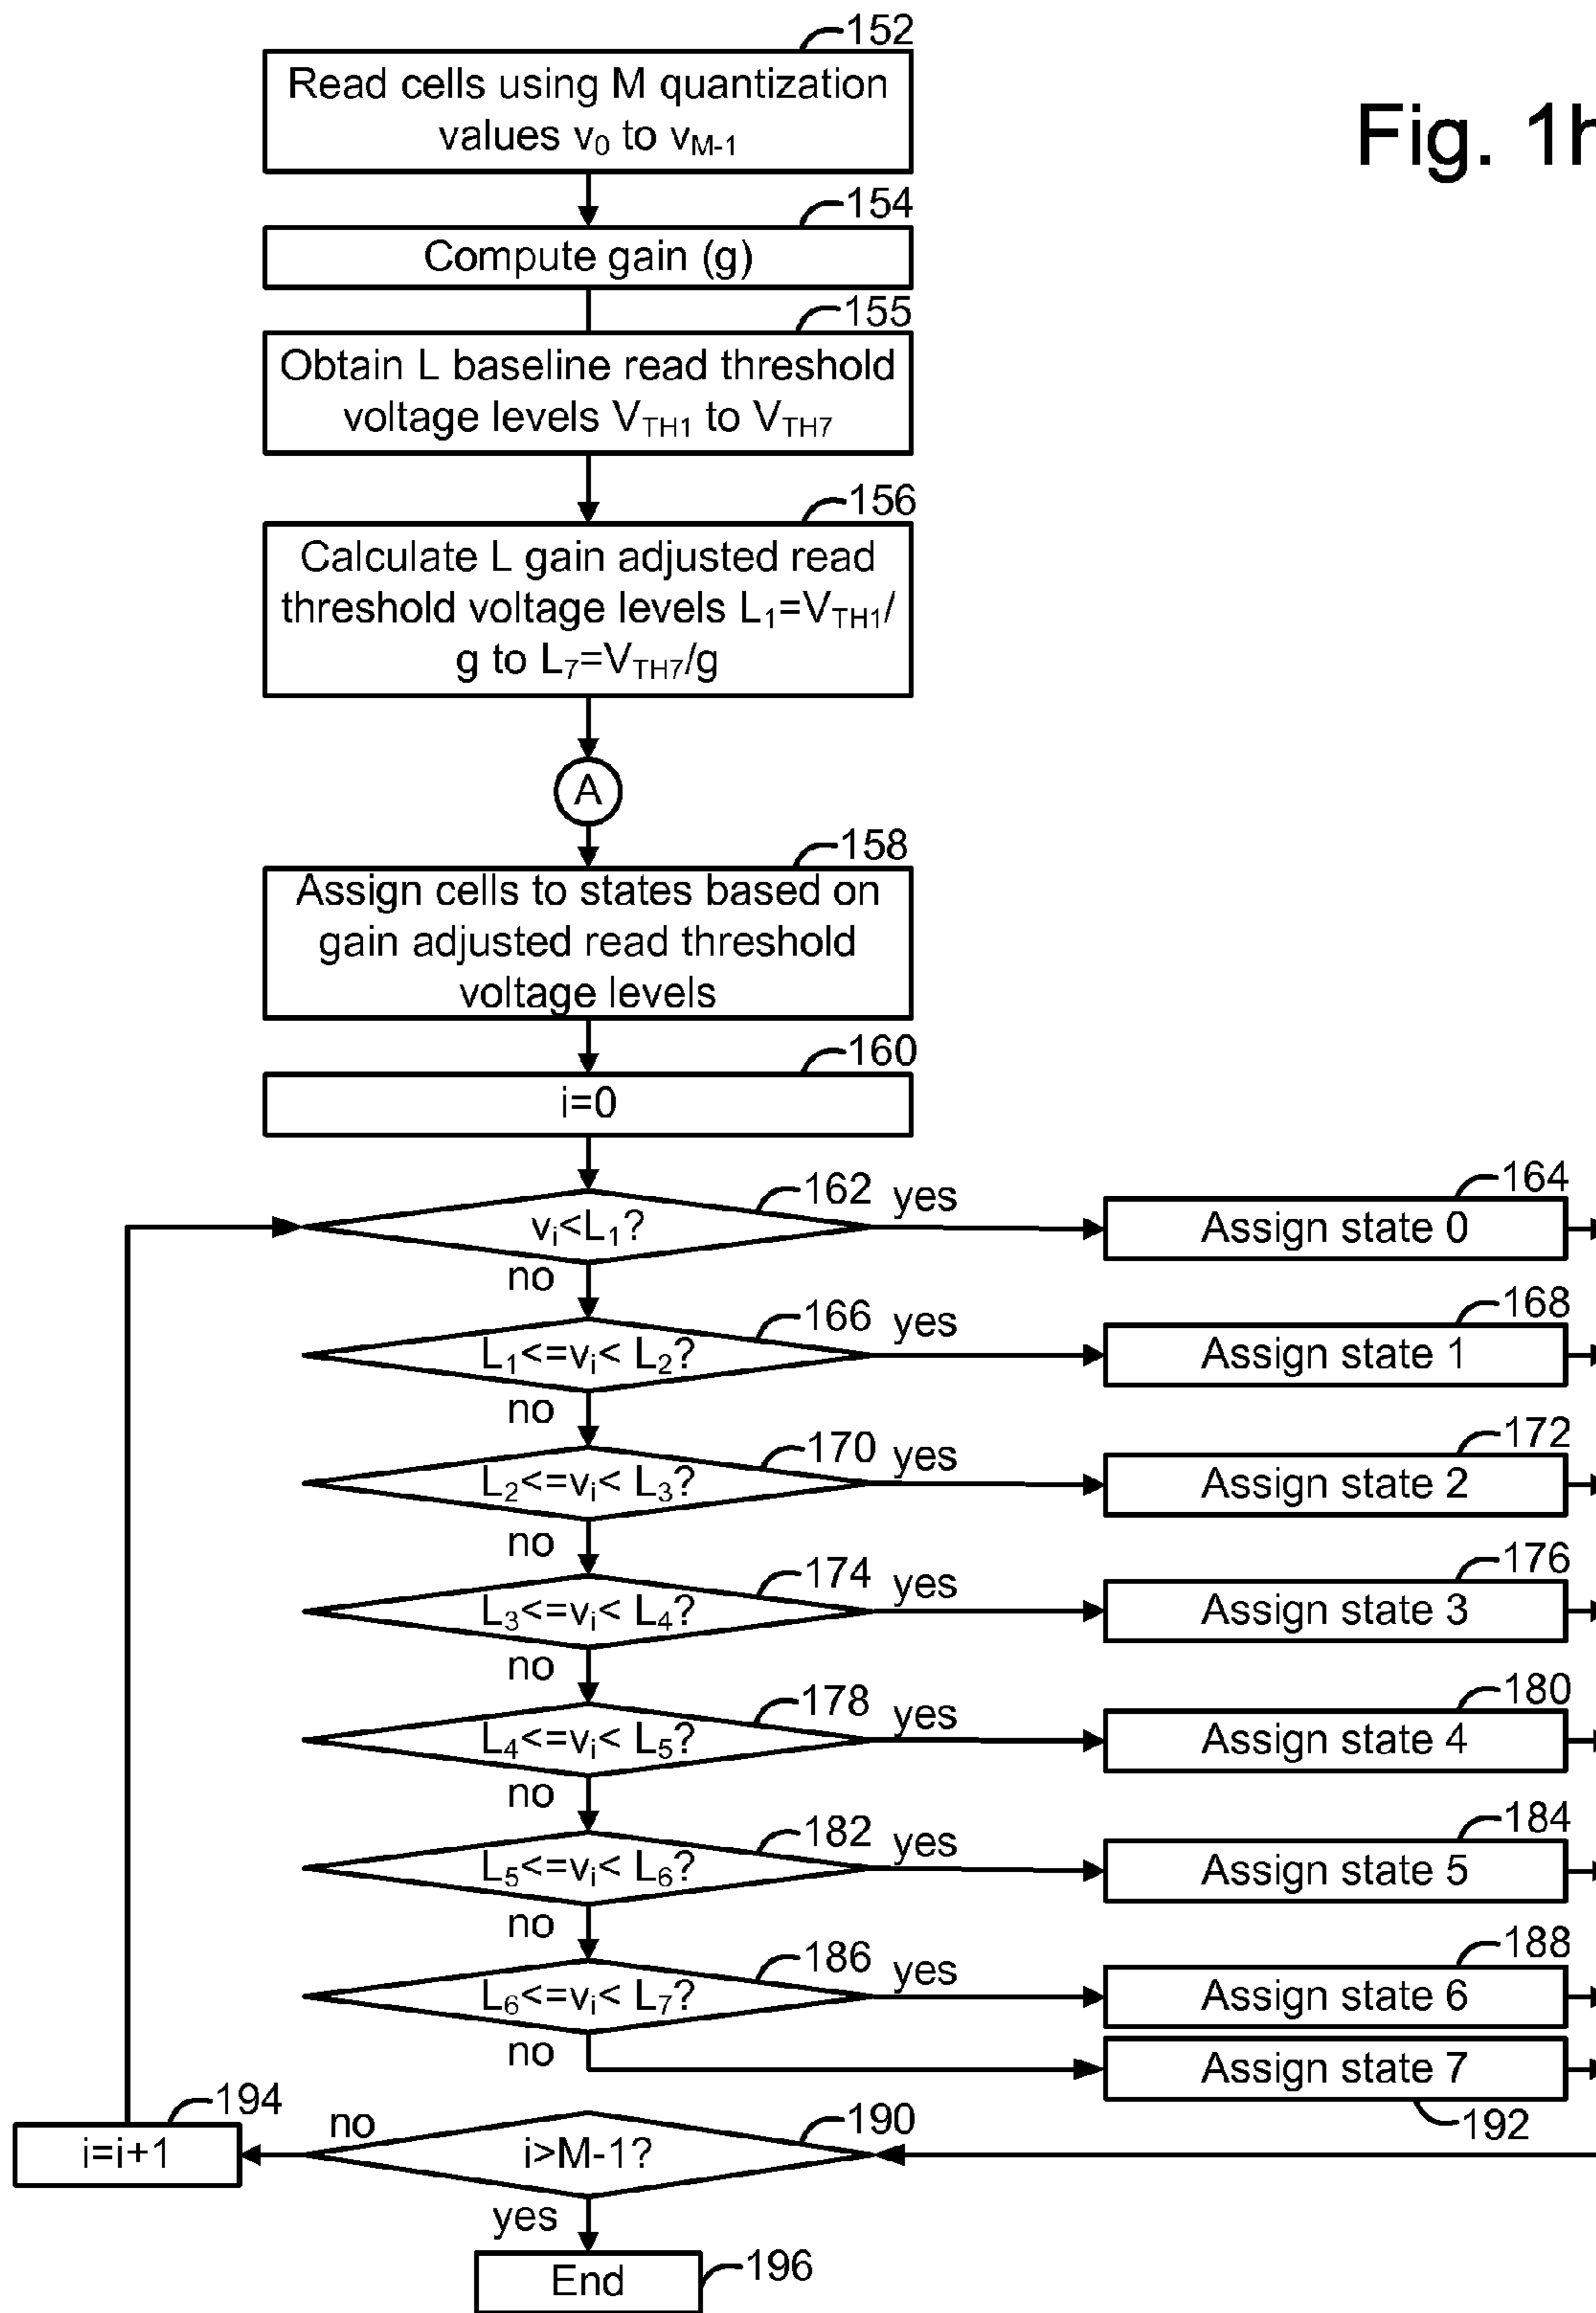 Fig. 1h
152
Read cells using M quantization
values v₀ to v_M-1
154
Compute gain (g)
155
Obtain L baseline read threshold
voltage levels V_TH1 to V_TH7
156
Calculate L gain adjusted read
threshold voltage levels L₁=V_TH1/
g to L₇=V_TH7/g
A
158
Assign cells to states based on
gain adjusted read threshold
voltage levels
160
i=0
162
vᵢ<L₁?
yes
164
Assign state 0
no
166
L₁<=vᵢ< L₂?
yes
168
Assign state 1
no
170
L₂<=vᵢ< L₃?
yes
172
Assign state 2
no
174
L₃<=vᵢ< L₄?
yes
176
Assign state 3
no
178
L₄<=vᵢ< L₅?
yes
180
Assign state 4
no
182
L₅<=vᵢ< L₆?
yes
184
Assign state 5
no
186
L₆<=vᵢ< L₇?
yes
188
Assign state 6
no
Assign state 7
192
194
i=i+1
no
190
i>M-1?
yes
End
196